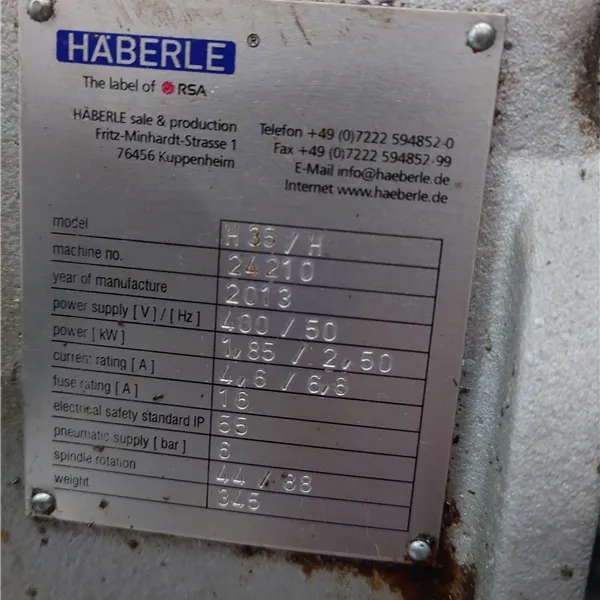 HÄBERLE ®
The label of RSA
HÄBERLE sale & production
Fritz-Minhardt-Strasse 1
76456 Kuppenheim
Telefon +49 (0)7222 594852-0
Fax +49 (0)7222 594852-99
E-Mail info@haeberle.de
Internet www.haeberle.de
model H 35 / H
machine no. 24210
year of manufacture 2013
power supply [ V ] / [ Hz ] 400 / 50
power [ kW ] 1,85 / 2,50
current rating [ A ] 4,6 / 6,6
fuse rating [ A ] 16
electrical safety standard IP 55
pneumatic supply [ bar ] 6
spindle rotation 44 / 88
weight 345